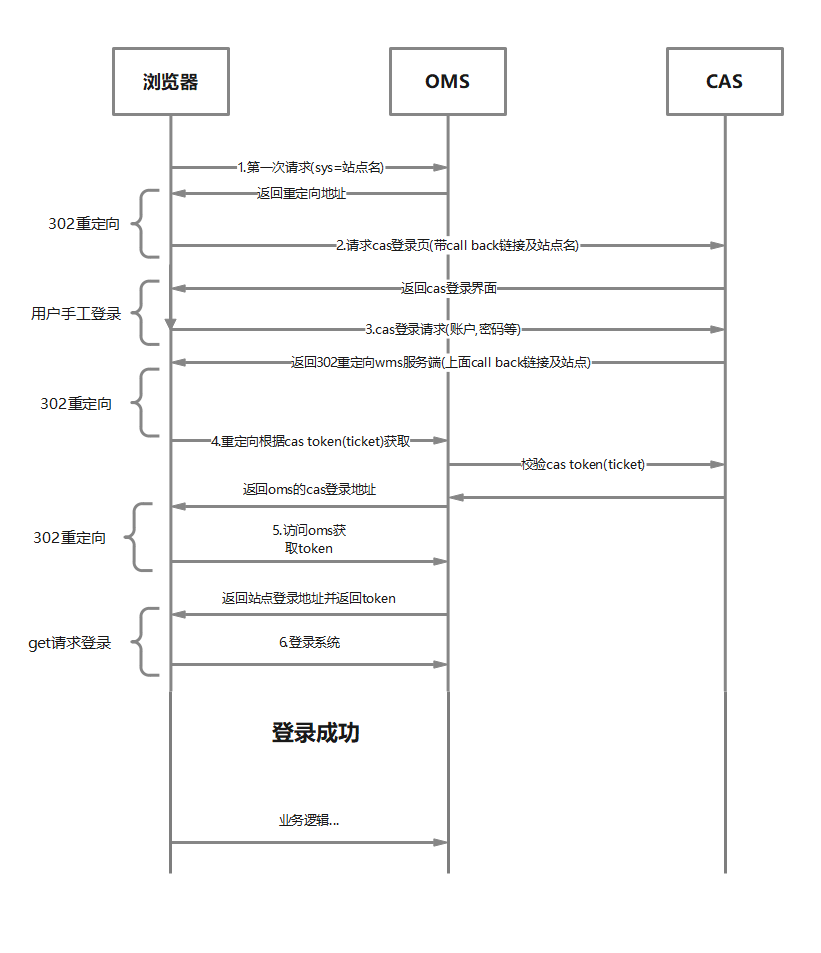 浏览器
OMS
CAS
1.第一次请求(sys=站点名)
返回重定向地址
302重定向
2.请求cas登录页(带call back链接及站点名)
返回cas登录界面
用户手工登录
3.cas登录请求(账户,密码等)
返回302重定向wms服务端(上面call back链接及站点)
302重定向
4.重定向根据cas token(ticket)获取
校验cas token(ticket)
返回oms的cas登录地址
5.访问oms获
取token
302重定向
返回站点登录地址并返回token
get请求登录
6.登录系统
登录成功
业务逻辑...